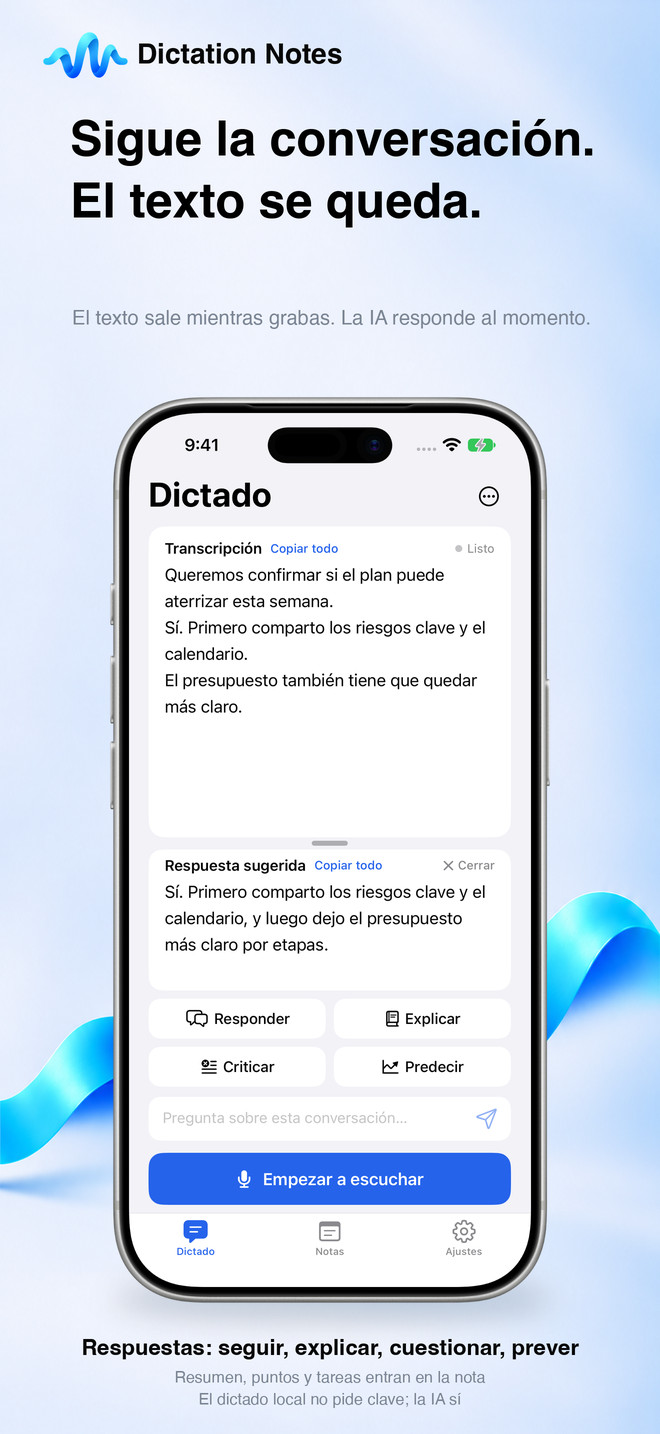 Dictation Notes
Sigue la conversación.
El texto se queda.
El texto sale mientras grabas. La IA responde al momento.
9:41
Dictado
Transcripción Copiar todo Listo
Queremos confirmar si el plan puede
aterrizar esta semana.
Sí. Primero comparto los riesgos clave y el
calendario.
El presupuesto también tiene que quedar
más claro.
Respuesta sugerida Copiar todo Cerrar
Sí. Primero comparto los riesgos clave y el
calendario, y luego dejo el presupuesto
más claro por etapas.
Responder Explicar
Criticar Predecir
Pregunta sobre esta conversación...
Empezar a escuchar
Dictado Notas Ajustes
Respuestas: seguir, explicar, cuestionar, prever
Resumen, puntos y tareas entran en la nota
El dictado local no pide clave; la IA sí